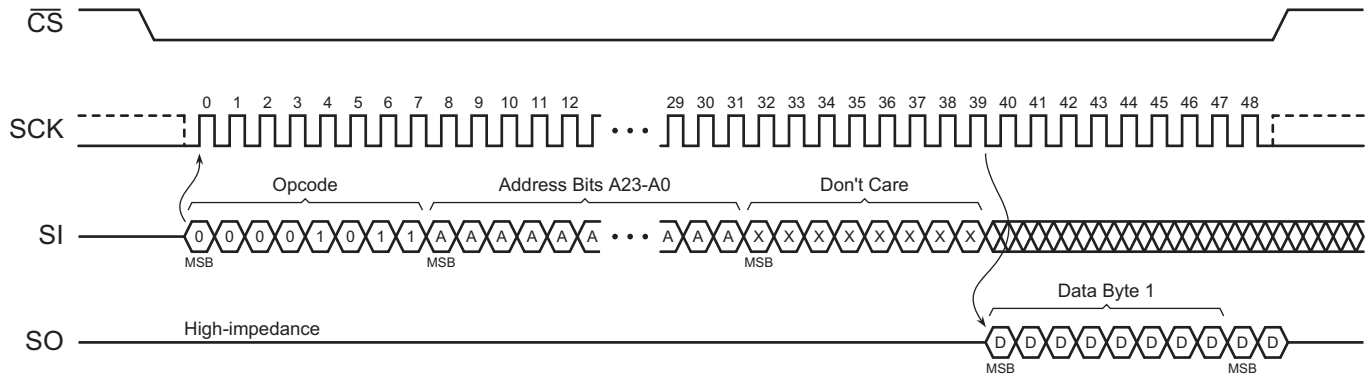 CS
0 1 2 3 4 5 6 7 8 9 10 11 12 29 30 31 32 33 34 35 36 37 38 39 40 41 42 43 44 45 46 47 48
SCK
Opcode Address Bits A23-A0 Don't Care
SI 0 0 0 0 1 0 1 1 A A A A A A A A A X X X X X X X X
MSB MSB MSB
Data Byte 1
High-impedance
SO D D D D D D D D D D
MSB MSB